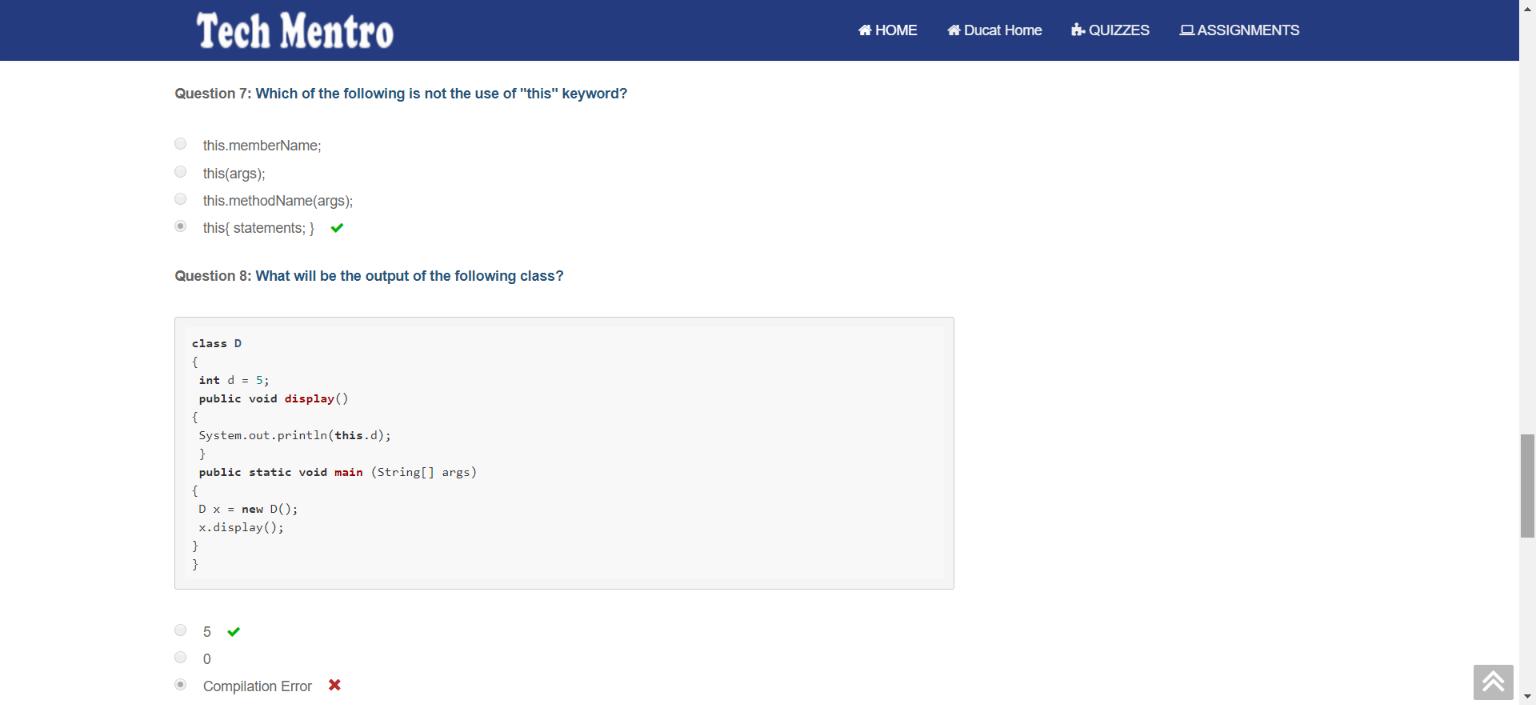 Tech Mentro
HOME Ducat Home QUIZZES ASSIGNMENTS
Question 7: Which of the following is not the use of "this" keyword?
this.memberName;
this(args);
this.methodName(args);
this{ statements; }
Question 8: What will be the output of the following class?
class D
{
int d = 5;
public void display()
{
System.out.println(this.d);
}
public static void main (String[] args)
{
D x = new D();
x.display();
}
}
5
0
Compilation Error